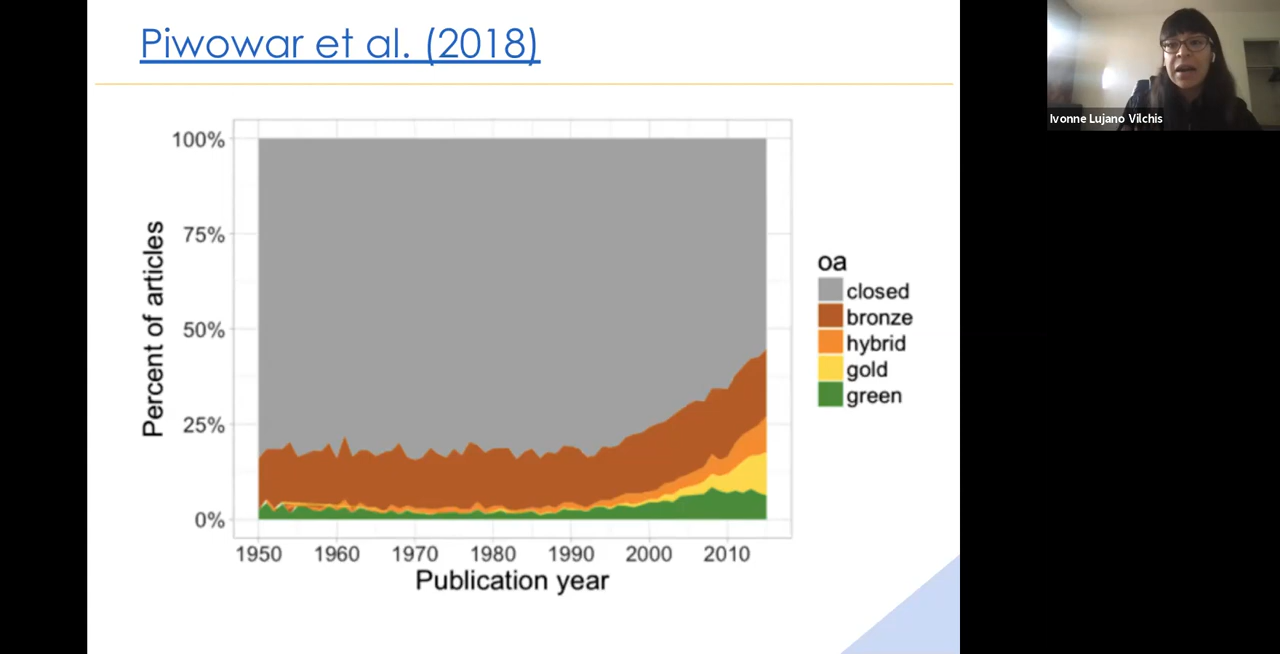 Piwowar et al. (2018)
Ivonne Lujano Vilchis
Percent of articles
100%
75%
50%
25%
0%
1950 1960 1970 1980 1990 2000 2010
Publication year
oa
closed
bronze
hybrid
gold
green